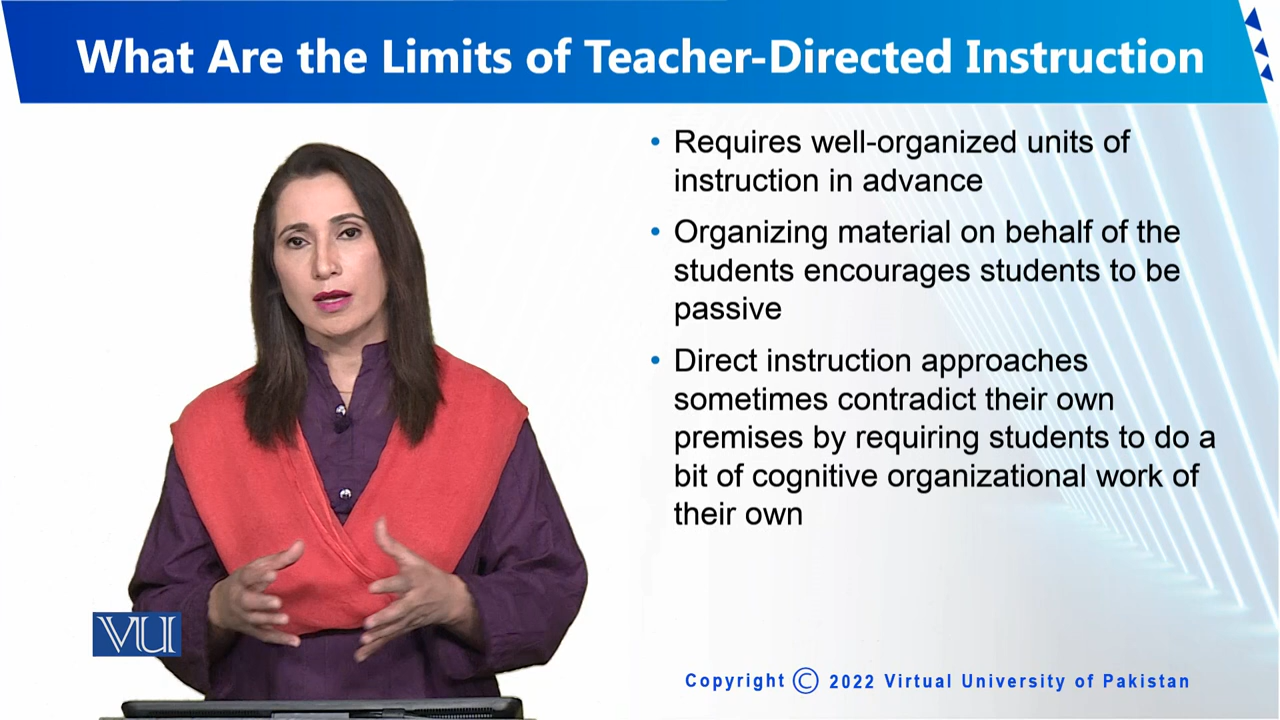 What Are the Limits of Teacher-Directed Instruction
• Requires well-organized units of
instruction in advance
• Organizing material on behalf of the
students encourages students to be
passive
• Direct instruction approaches
sometimes contradict their own
premises by requiring students to do a
bit of cognitive organizational work of
their own
VU
Copyright © 2022 Virtual University of Pakistan